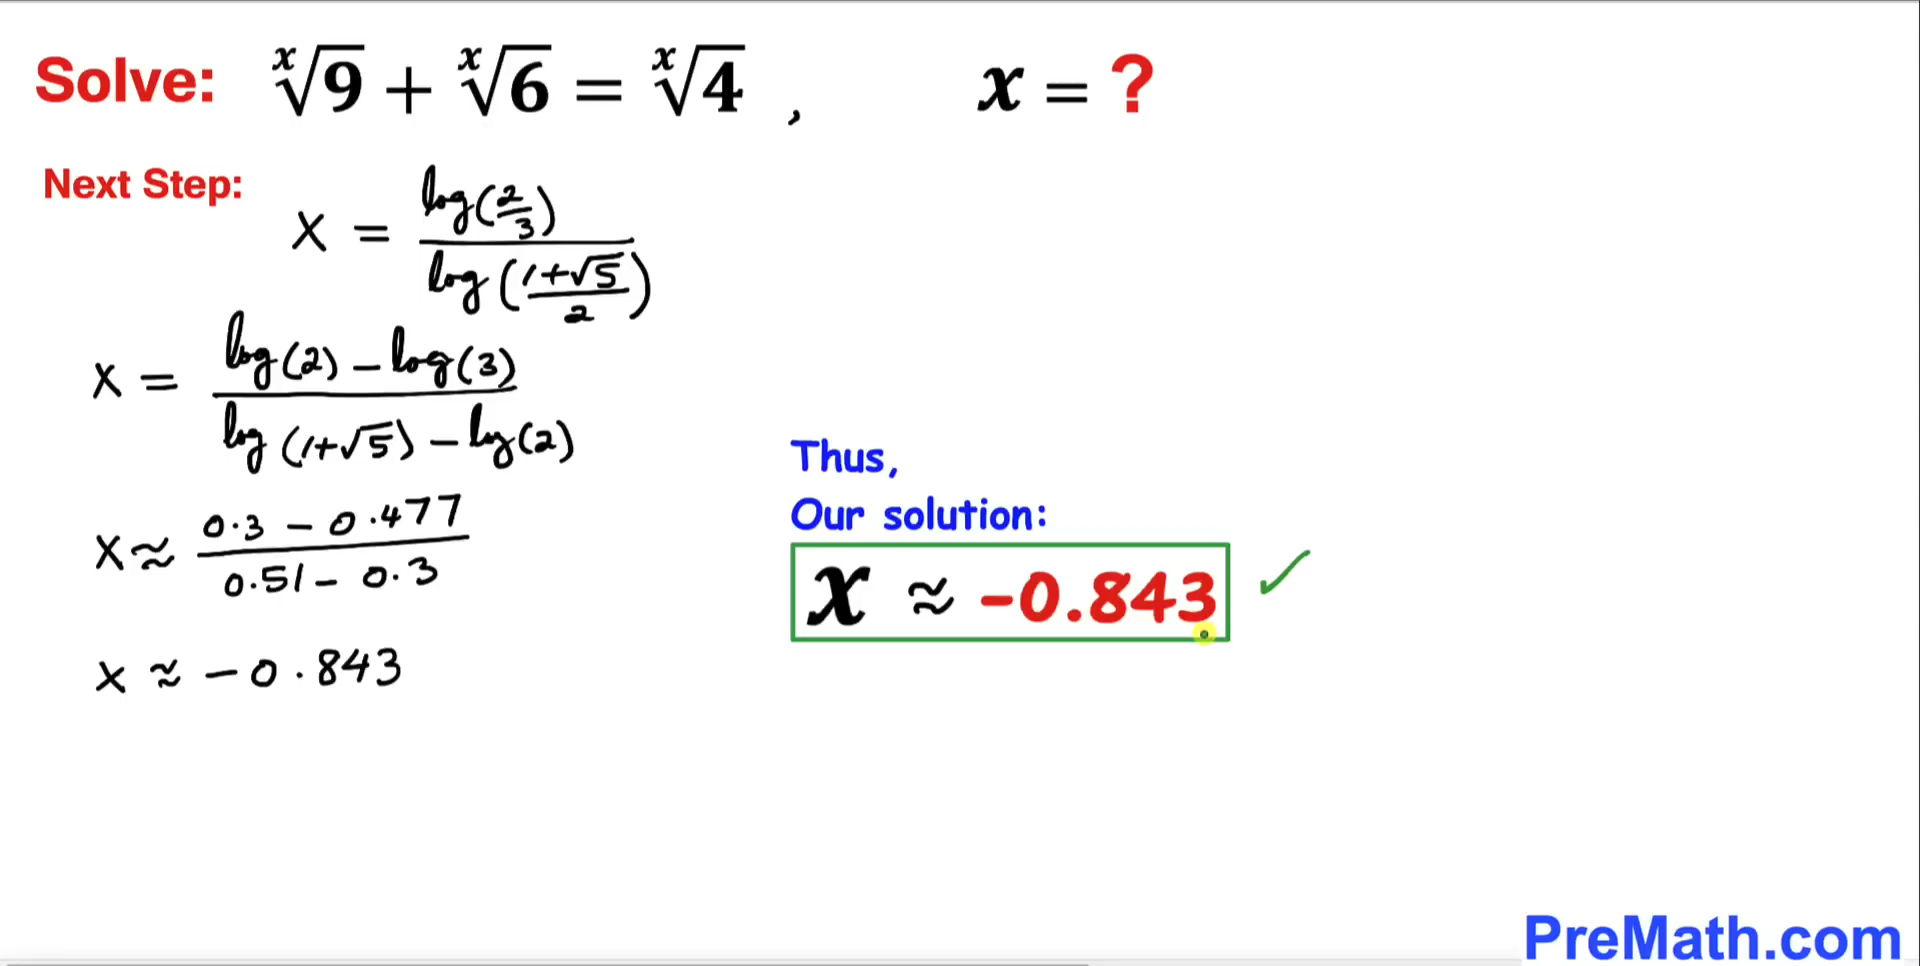 Solve: ˣ√9 + ˣ√6 = ˣ√4 , x = ?
Next Step:
x = log(2/3) / log((1+√5)/2)
x = (log(2) − log(3)) / (log(1+√5) − log(2))
x ≈ (0.3 − 0.477) / (0.51 − 0.3)
x ≈ −0.843
Thus,
Our solution:
x ≈ -0.843 ✓
PreMath.com